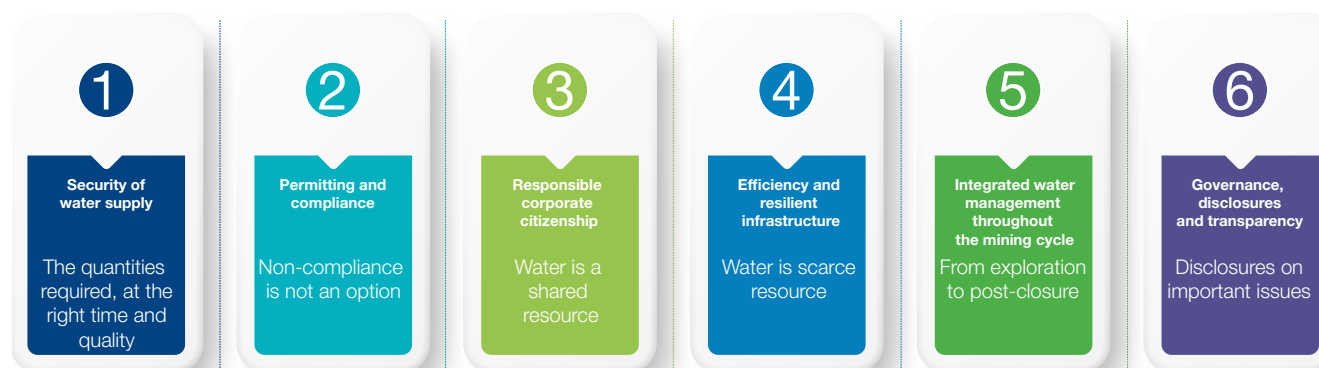 1
Security of
water supply
The quantities
required, at the
right time and
quality
2
Permitting and
compliance
Non-compliance
is not an option
3
Responsible
corporate
citizenship
Water is a
shared
resource
4
Efficiency and
resilient
infrastructure
Water is scarce
resource
5
Integrated water
management
throughout
the mining cycle
From exploration
to post-closure
6
Governance,
disclosures
and transparency
Disclosures on
important issues